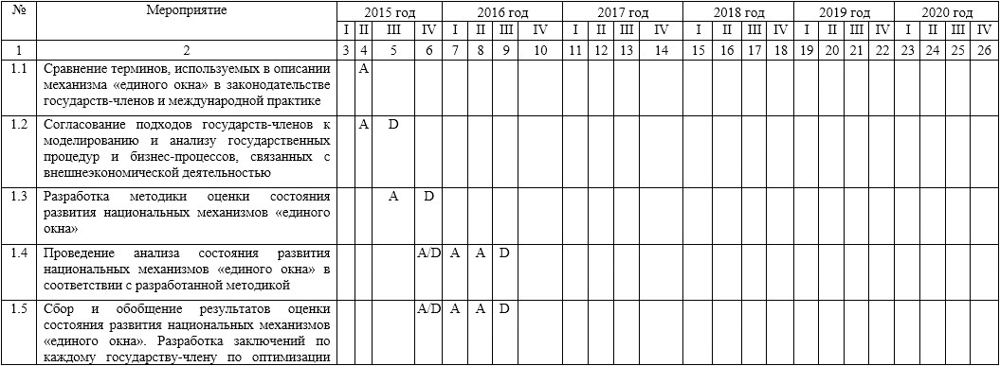 № Мероприятие 2015 год 2016 год 2017 год 2018 год 2019 год 2020 год
I II III IV I II III IV I II III IV I II III IV I II III IV I II III IV
1 2 3 4 5 6 7 8 9 10 11 12 13 14 15 16 17 18 19 20 21 22 23 24 25 26
1.1 Сравнение терминов, используемых в описании A
механизма «единого окна» в законодательстве
государств-членов и международной практике
1.2 Согласование подходов государств-членов к A D
моделированию и анализу государственных
процедур и бизнес-процессов, связанных с
внешнеэкономической деятельностью
1.3 Разработка методики оценки состояния A D
развития национальных механизмов «единого
окна»
1.4 Проведение анализа состояния развития A/D A A D
национальных механизмов «единого окна» в
соответствии с разработанной методикой
1.5 Сбор и обобщение результатов оценки A/D A A D
состояния развития национальных механизмов
«единого окна». Разработка заключений по
каждому государству-члену по оптимизации